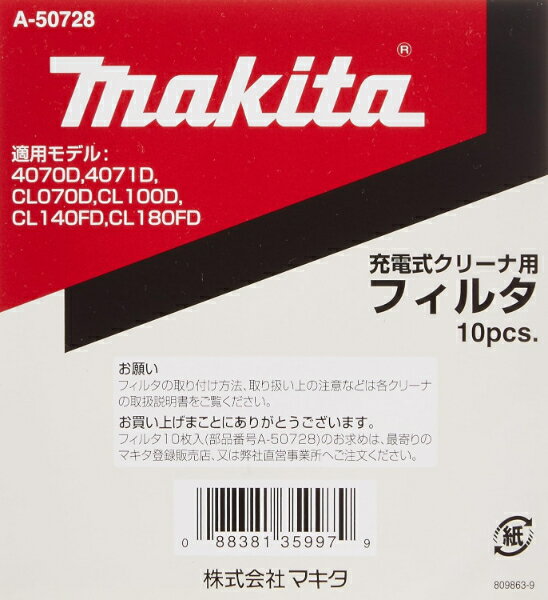 A-50728
makita®
適用モデル:
4070D,4071D,
CL070D,CL100D,
CL140FD,CL180FD
充電式クリーナ用
フィルタ
10pcs.
お願い
フィルタの取り付け方法、取り扱い上の注意などは各クリーナ
の取扱説明書をご覧ください。
お買い上げまことにありがとうございます。
フィルタ10枚入(部品番号A-50728)のお求めは、最寄りの
マキタ登録販売店、又は弊社直営事業所へご注文ください。
0 88381 35997 9
株式会社マキタ
紙
809863-9